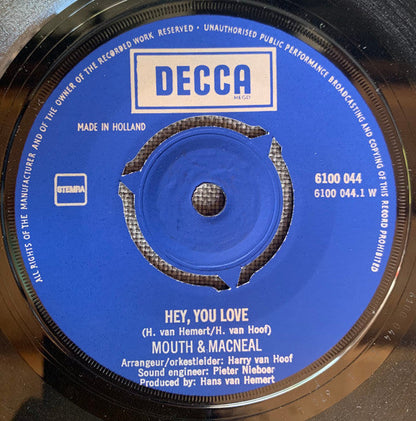 ALL RIGHTS OF THE MANUFACTURER AND OF THE OWNER OF THE RECORDED WORK RESERVED - UNAUTHORISED PUBLIC PERFORMANCE BROADCASTING AND COPYING OF THIS RECORD PROHIBITED
DECCA
MADE IN HOLLAND
STEMRA
6100 044
6100 044.1 W
HEY, YOU LOVE
(H. van Hemert/H. van Hoof)
MOUTH & MACNEAL
Arrangeur/orkestleider: Harry van Hoof
Sound engineer: Pieter Nieboer
Produced by: Hans van Hemert